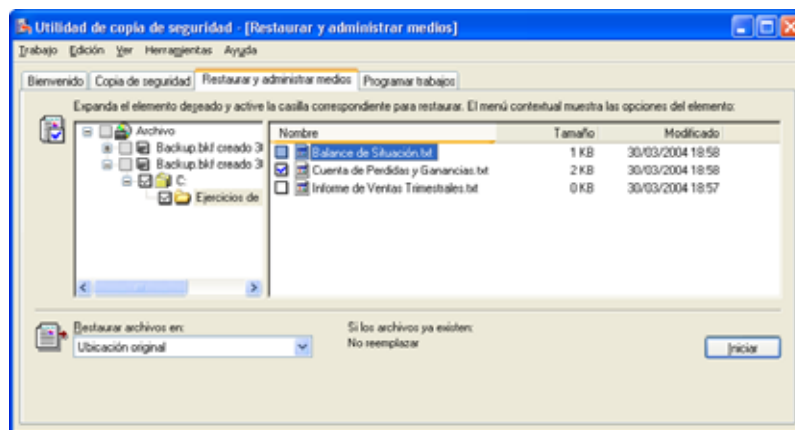 Utilidad de copia de seguridad - [Restaurar y administrar medios]
Trabajo Edición Ver Herramientas Ayuda
Bienvenido Copia de seguridad Restaurar y administrar medios Programar trabajos
Expanda el elemento deseado y active la casilla correspondiente para restaurar. El menú contextual muestra las opciones del elemento:
Archivo
Backup.bkf creado 3
Backup.bkf creado 3
C:
Ejercicios de
Nombre Tamaño Modificado
Balance de Situación.txt 1 KB 30/03/2004 18:58
Cuenta de Perdidas y Ganancias.txt 2 KB 30/03/2004 18:58
Informe de Ventas Trimestrales.txt 0 KB 30/03/2004 18:57
Restaurar archivos en:
Ubicación original
Si los archivos ya existen:
No reemplazar
Iniciar